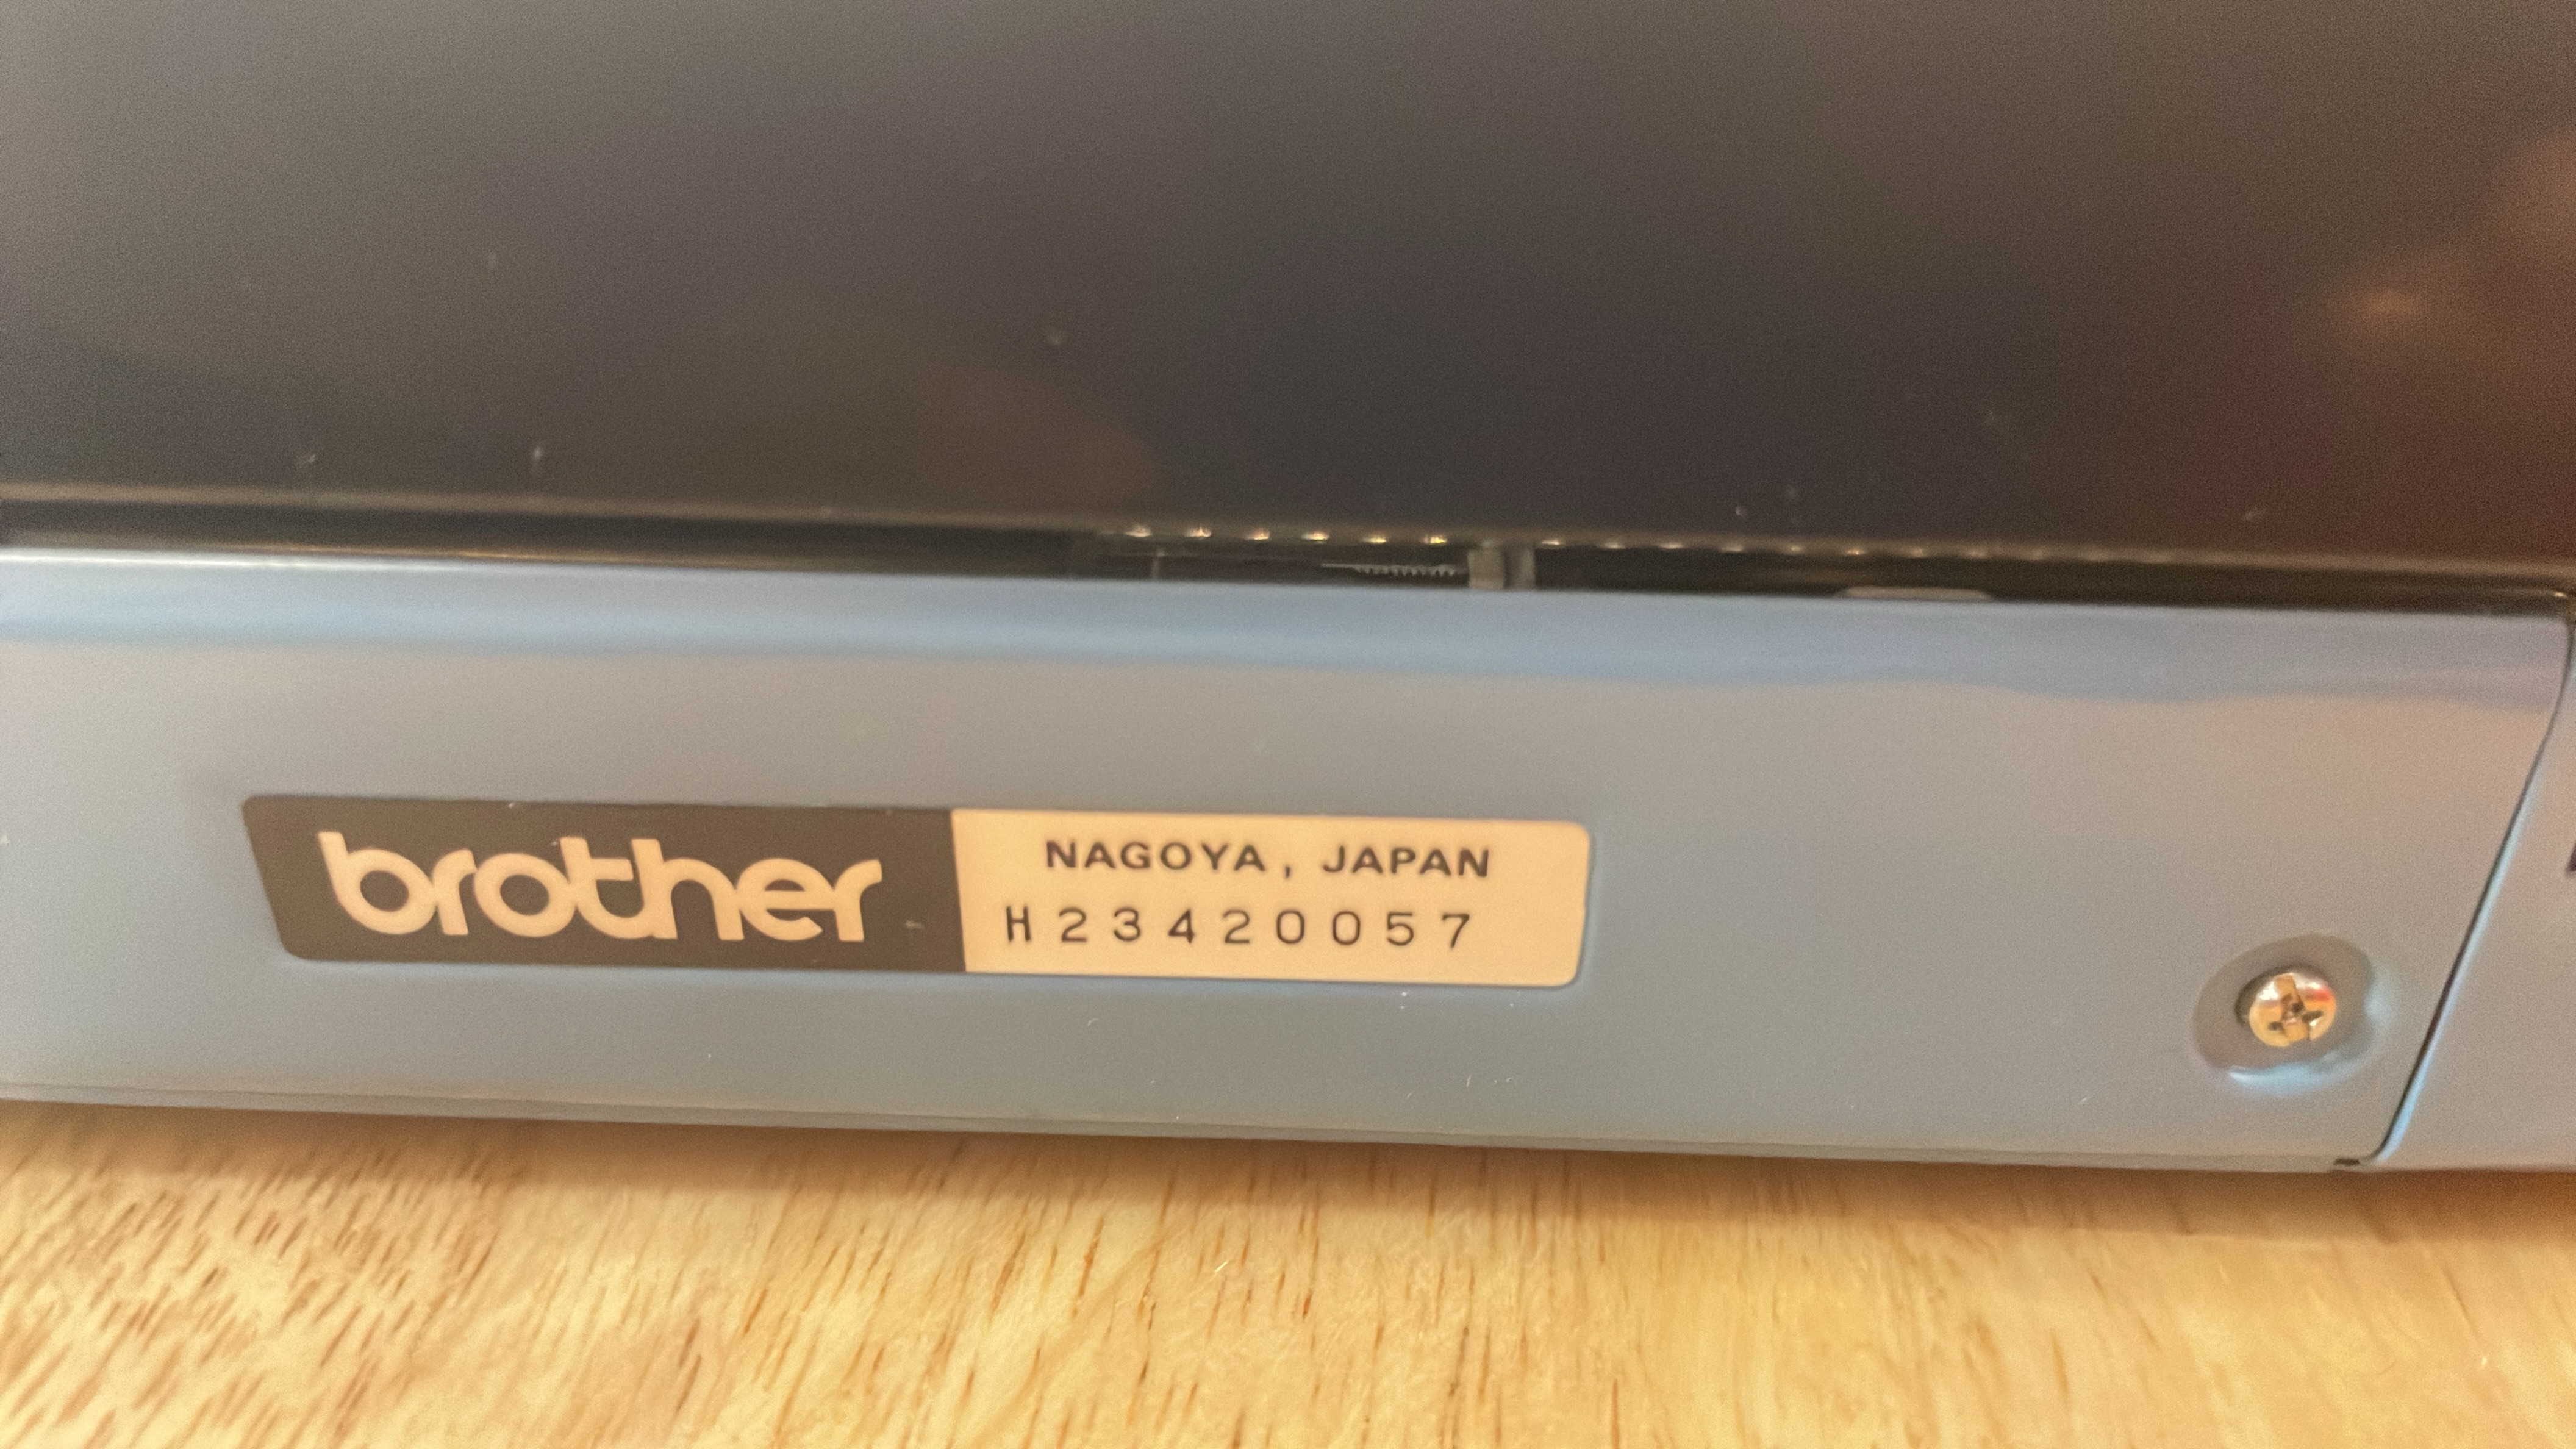 brother
NAGOYA, JAPAN
H23420057